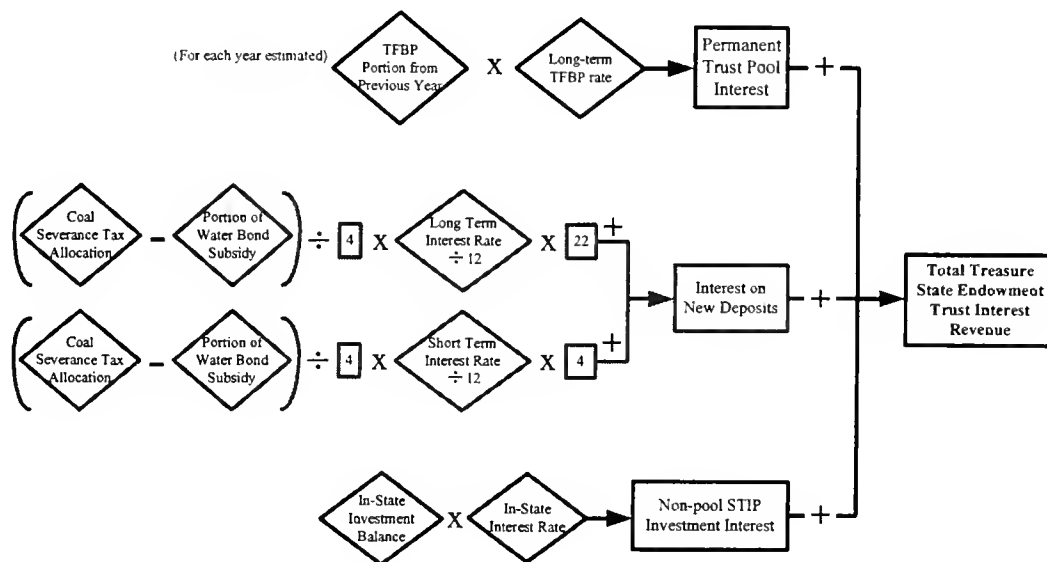 (For each year estimated)
TFBP
Portion from
Previous Year
X
Long-term
TFBP rate
Permanent
Trust Pool
Interest
+
(
Coal
Severance Tax
Allocation
−
Portion of
Water Bond
Subsidy
)
÷
4
X
Long Term
Interest Rate
÷ 12
X
22
+
Interest on
New Deposits
+
Total Treasure
State Endowment
Trust Interest
Revenue
(
Coal
Severance Tax
Allocation
−
Portion of
Water Bond
Subsidy
)
÷
4
X
Short Term
Interest Rate
÷ 12
X
4
+
In-State
Investment
Balance
X
In-State
Interest Rate
Non-pool STIP
Investment Interest
+